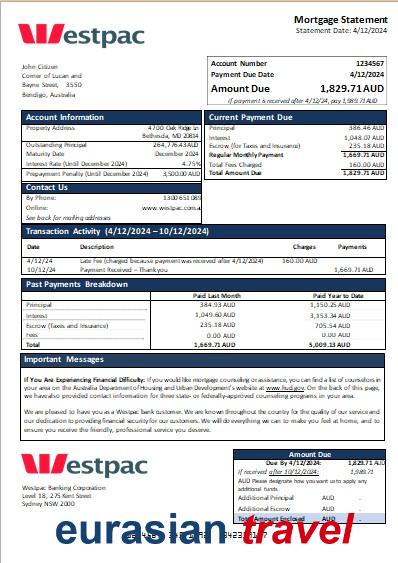 Westpac
Mortgage Statement
Statement Date: 4/12/2024
John Citizen
Corner of Lucan and
Bayne Street, 3550
Bendigo, Australia
Account Number 1234567
Payment Due Date 4/12/2024
Amount Due 1,829.71 AUD
If payment is received after 4/12/24, pay 1,989.71 AUD
Account Information
Property Address 4700 Oak Ridge Ln
Bethesda, MD 20814
Outstanding Principal 264,776.43 AUD
Maturity Date December 2024
Interest Rate (Until December 2024) 4.75%
Prepayment Penalty (Until December 2024) 3,500.00 AUD
Contact Us
By Phone: 1300 651 089
Online: www.westpac.com.a
See back for mailing addresses
Current Payment Due
Principal 386.46 AUD
Interest 1,048.07 AUD
Escrow (for Taxes and Insurance) 235.18 AUD
Regular Monthly Payment 1,669.71 AUD
Total Fees Charged 160.00 AUD
Total Amount Due 1,829.71 AUD
Transaction Activity (4/12/2024 – 10/12/2024)
Date Description Charges Payments
4/12/24 Late Fee (charged because payment was received after 4/12/24) 160.00 AUD
10/12/24 Payment Received – Thank you 1,669.71 AUD
Past Payments Breakdown
Paid Last Month Paid Year to Date
Principal 384.93 AUD 1,150.25 AUD
Interest 1,049.60 AUD 3,153.34 AUD
Escrow (Taxes and Insurance) 235.18 AUD 705.54 AUD
Fees 0.00 AUD 0.00 AUD
Total 1,669.71 AUD 5,009.13 AUD
Important Messages
If You Are Experiencing Financial Difficulty: If you would like mortgage counseling or assistance, you can find a list of counselors in
your area on the Australia Department of Housing and Urban Development's website at www.hud.gov. On the back of this page,
we have also provided contact information for three state- or federally-approved counseling programs in your area.
We are pleased to have you as a Westpac bank customer. We are known throughout the country for the quality of our service and
our dedication to providing financial security for our customers. We will do everything we can to make you feel at home, and to
ensure you receive the friendly, professional service you deserve.
Westpac
Westpac Banking Corporation
Level 18, 275 Kent Street
Sydney NSW 2000
Amount Due
Due By 4/12/2024: 1,829.71 AUD
If received after 4/12/2024: 1,989.71
AUD Please designate how you want us to apply any
additional funds.
Additional Principal AUD -
Additional Escrow AUD -
Total Amount Enclosed AUD -
eurasian travel